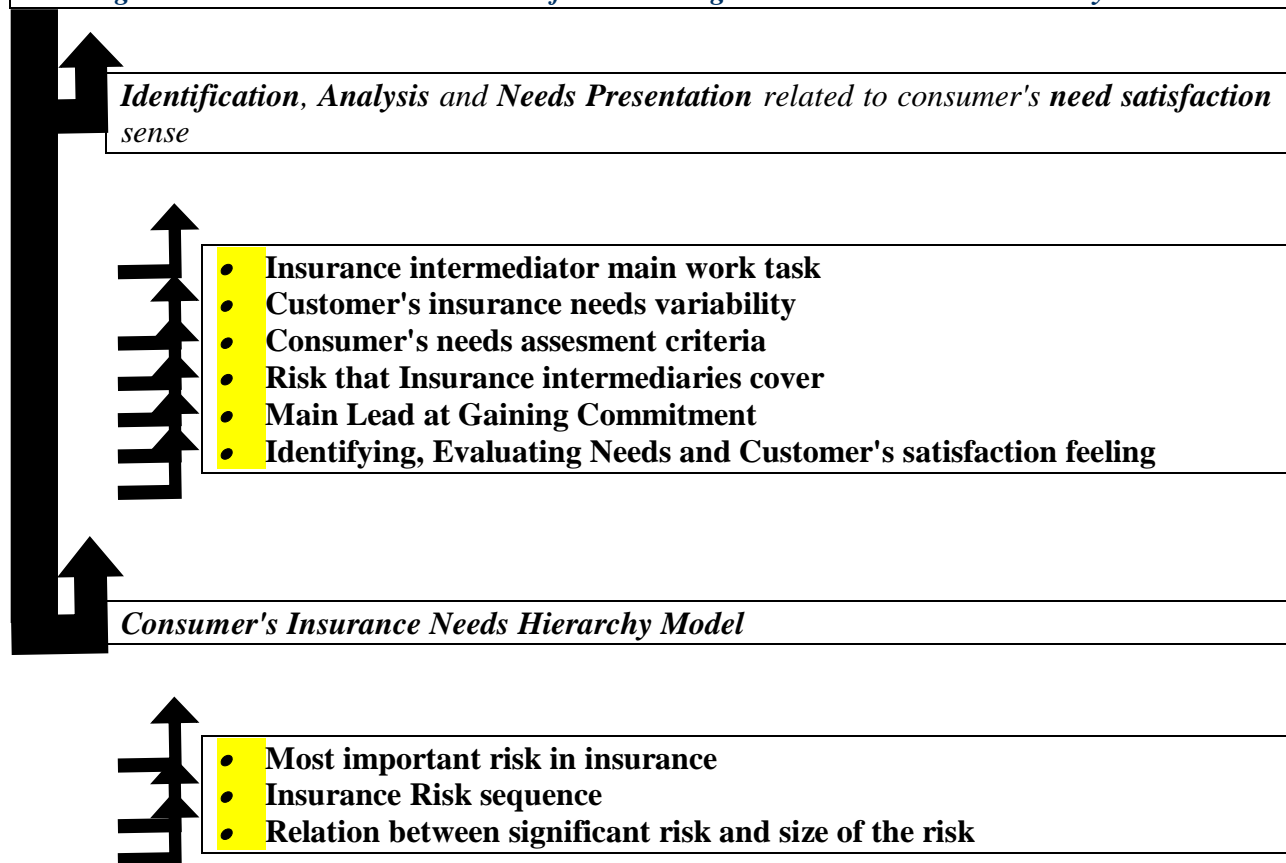 Identification, Analysis and Needs Presentation related to consumer's need satisfaction
sense
• Insurance intermediator main work task
• Customer's insurance needs variability
• Consumer's needs assesment criteria
• Risk that Insurance intermediaries cover
• Main Lead at Gaining Commitment
• Identifying, Evaluating Needs and Customer's satisfaction feeling
Consumer's Insurance Needs Hierarchy Model
• Most important risk in insurance
• Insurance Risk sequence
• Relation between significant risk and size of the risk